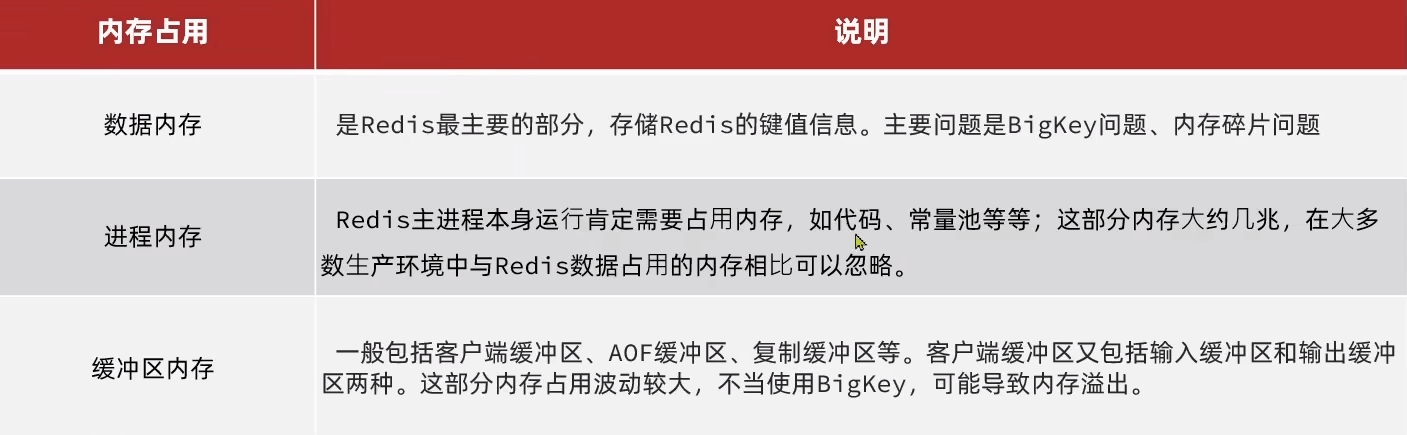 内存占用 说明
数据内存 是Redis最主要的部分，存储Redis的键值信息。主要问题是BigKey问题、内存碎片问题
进程内存 Redis主进程本身运行肯定需要占用内存，如代码、常量池等等；这部分内存大约几兆，在大多
数生产环境中与Redis数据占用的内存相比可以忽略。
缓冲区内存 一般包括客户端缓冲区、AOF缓冲区、复制缓冲区等。客户端缓冲区又包括输入缓冲区和输出缓冲
区两种。这部分内存占用波动较大，不当使用BigKey，可能导致内存溢出。